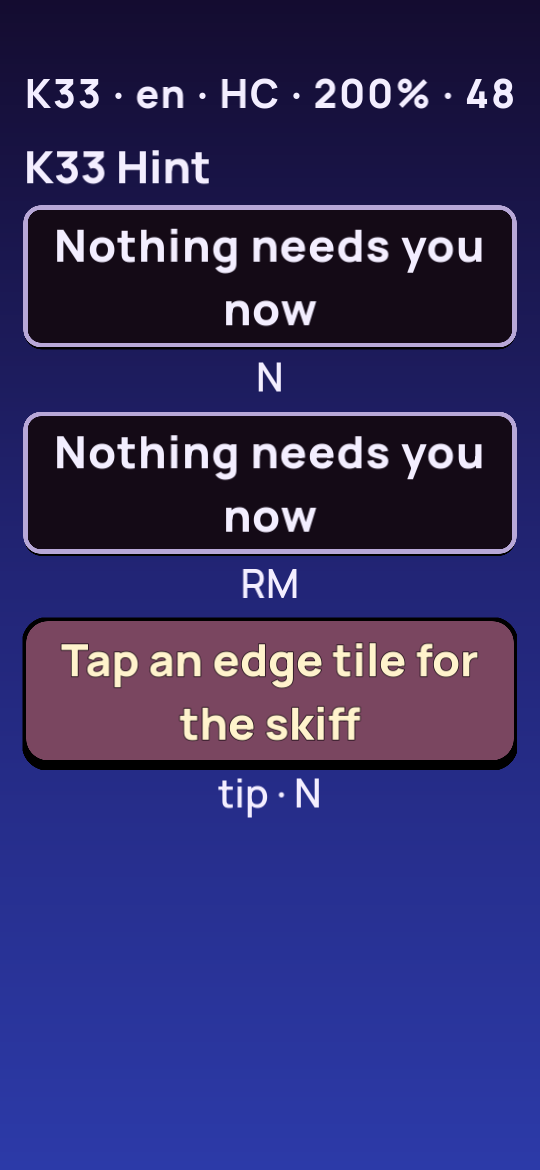 K33 · en · HC · 200% · 48
K33 Hint
Nothing needs you
now
N
Nothing needs you
now
RM
Tap an edge tile for
the skiff
tip · N